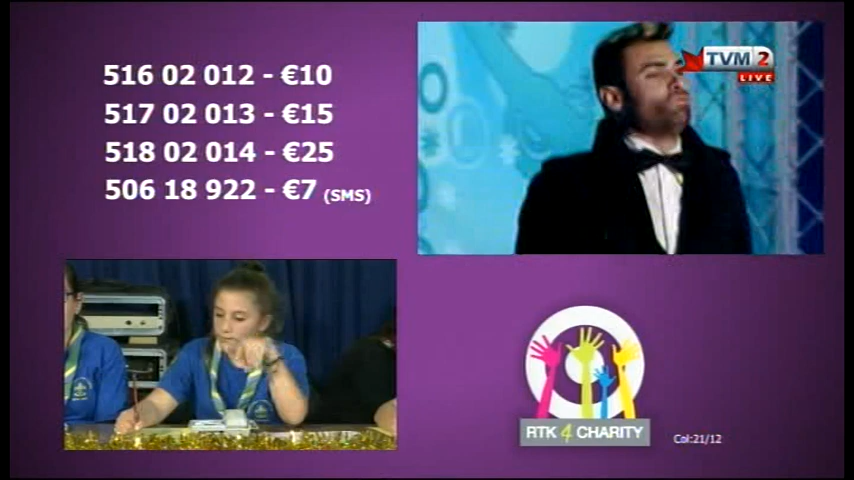 516 02 012 - €10
517 02 013 - €15
518 02 014 - €25
506 18 922 - €7 (SMS)
TVM 2
LIVE
RTK 4 CHARITY
Col:21/12